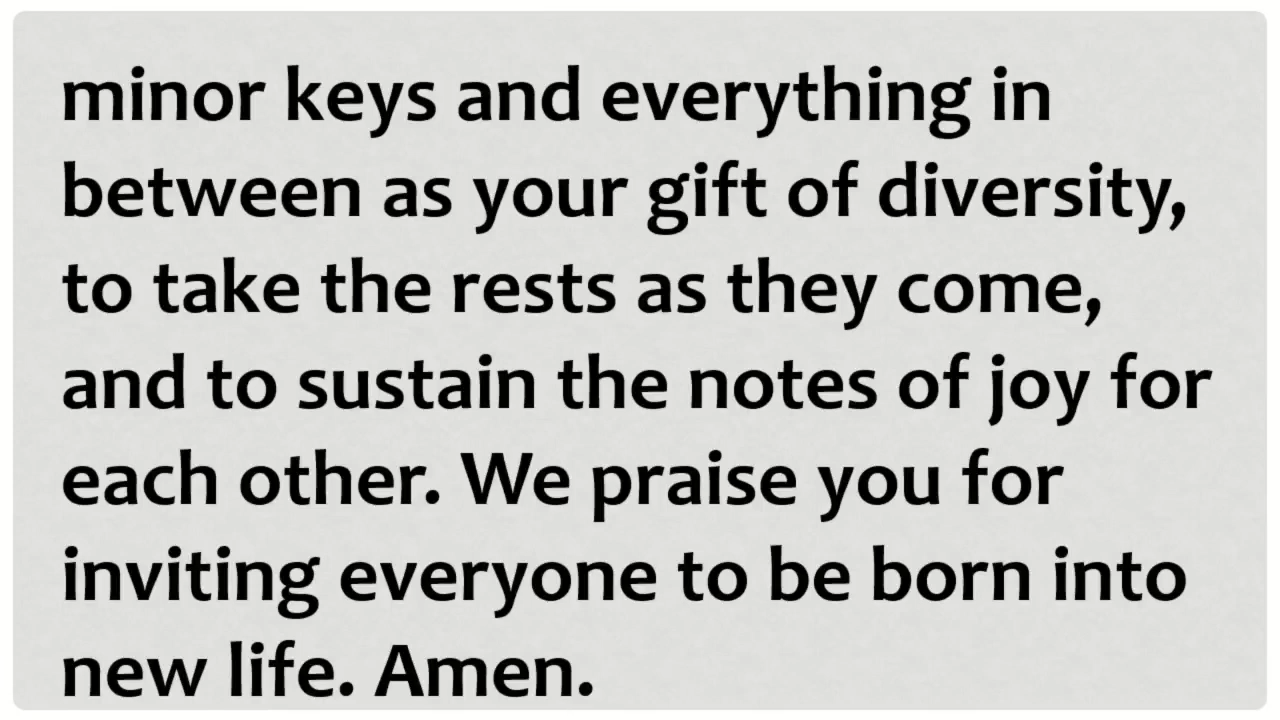 minor keys and everything in
between as your gift of diversity,
to take the rests as they come,
and to sustain the notes of joy for
each other. We praise you for
inviting everyone to be born into
new life. Amen.